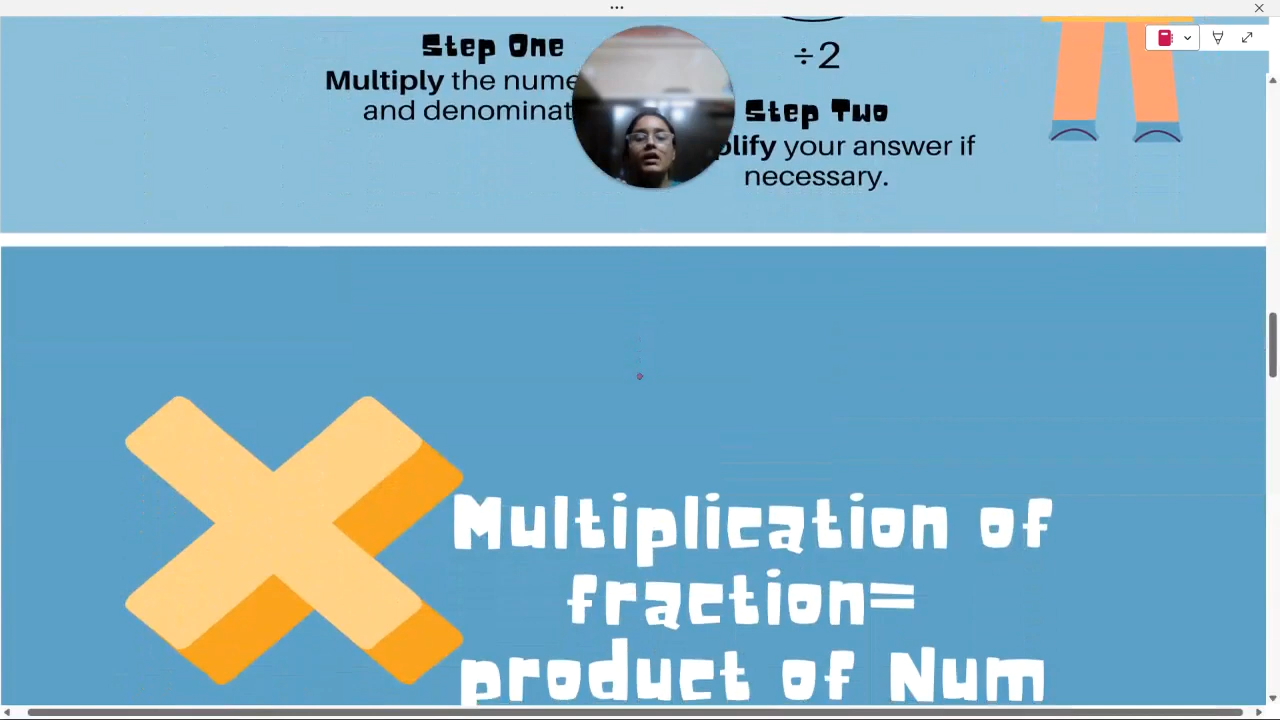 Step One
Multiply the nume
and denominat
÷2
Step Two
plify your answer if
necessary.
Multiplication of
fraction=
product of Num